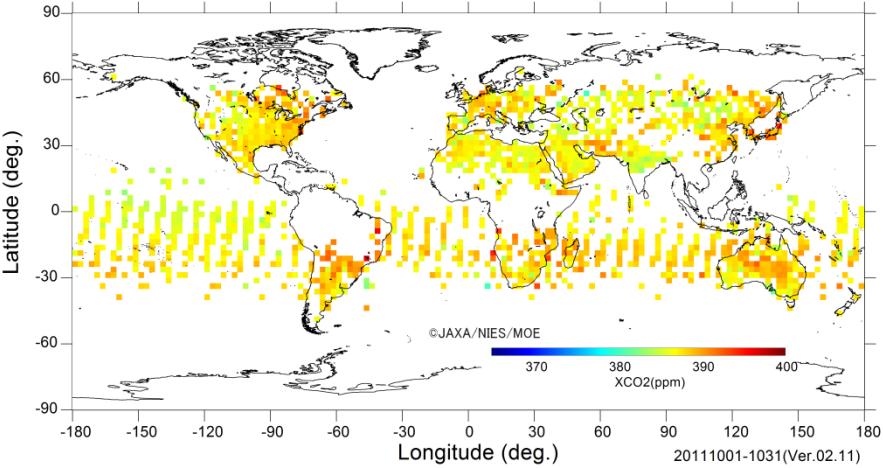 90
60
30
0
-30
-60
-90
Latitude (deg.)
©JAXA/NIES/MOE
370 380 390 400
XCO2(ppm)
-180 -150 -120 -90 -60 -30 0 30 60 90 120 150 180
Longitude (deg.)
20111001-1031(Ver.02.11)